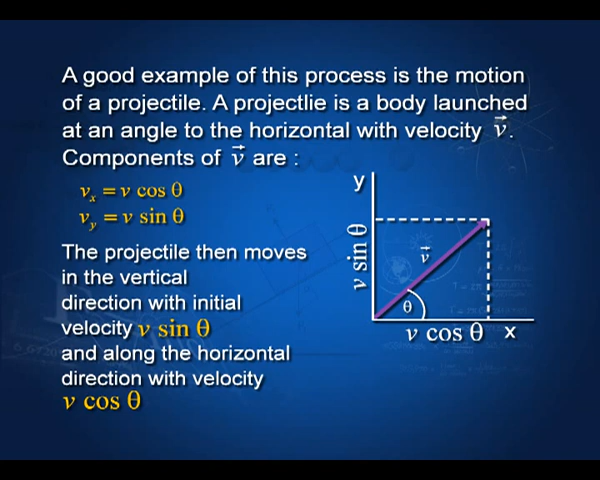 A good example of this process is the motion
of a projectile. A projectlie is a body launched
at an angle to the horizontal with velocity v⃗.
Components of v⃗ are :
vₓ = v cos θ
v_y = v sin θ
The projectile then moves
in the vertical
direction with initial
velocity v sin θ
and along the horizontal
direction with velocity
v cos θ
y
v sin θ
v⃗
θ
v cos θ x